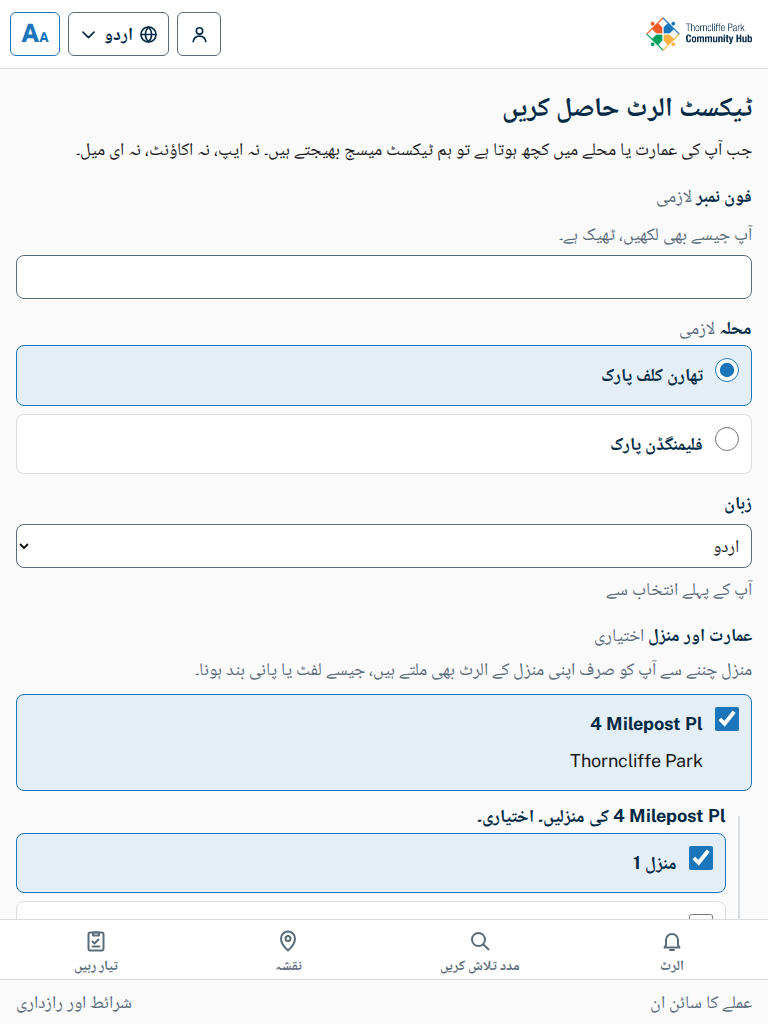 Thorncliffe Park
Community Hub
اردو
AA
ٹیکسٹ الرٹ حاصل کریں
جب آپ کی عمارت یا محلے میں کچھ ہوتا ہے تو ہم ٹیکسٹ میسج بھیجتے ہیں۔ نہ ایپ، نہ اکاؤنٹ، نہ ای میل۔
فون نمبر لازمی
آپ جیسے بھی لکھیں، ٹھیک ہے۔
محلہ لازمی
تھارن کلف پارک
فلیمنگڈن پارک
زبان
اردو
آپ کے پہلے انتخاب سے
عمارت اور منزل اختیاری
منزل چننے سے آپ کو صرف اپنی منزل کے الرٹ بھی ملتے ہیں، جیسے لفٹ یا پانی بند ہونا۔
4 Milepost Pl
Thorncliffe Park
4 Milepost Pl کی منزلیں۔ اختیاری۔
منزل 1
الرٹ
مدد تلاش کریں
نقشہ
تیار رہیں
عملے کا سائن ان
شرائط اور رازداری